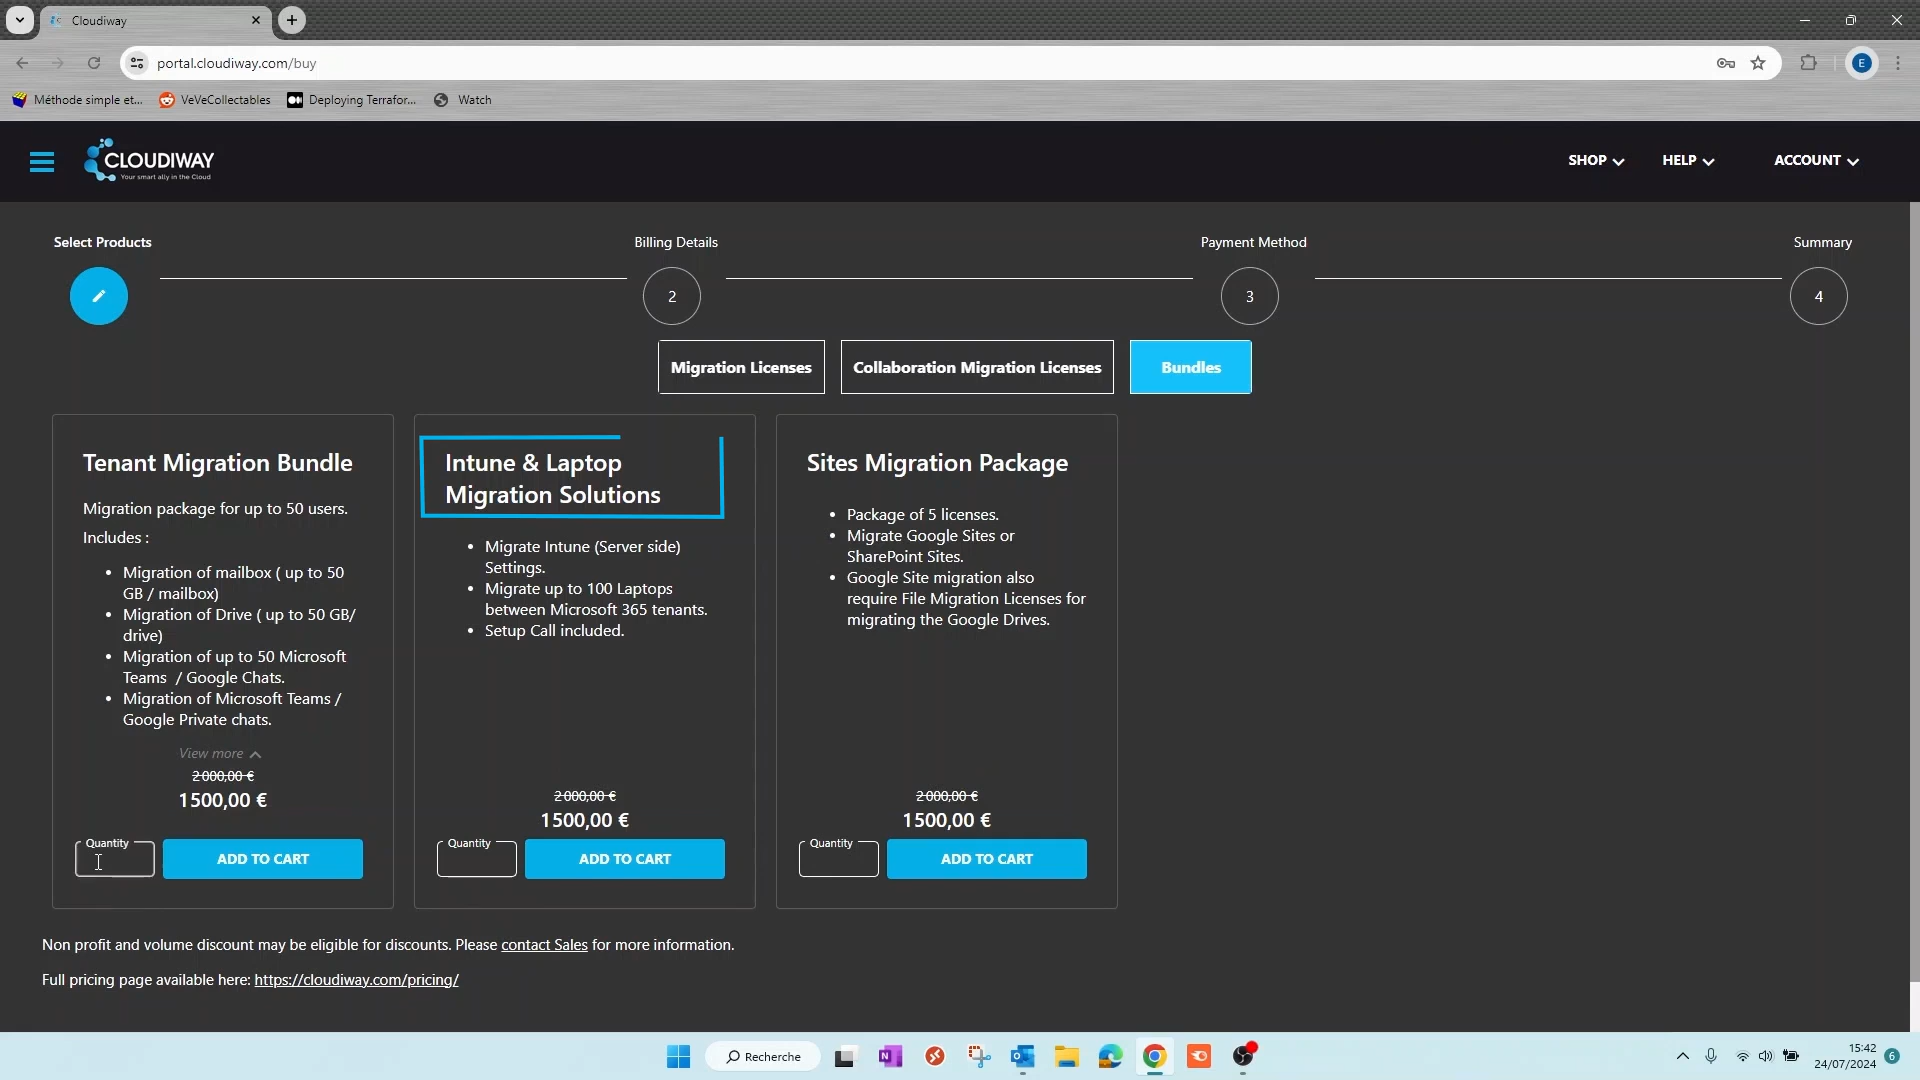 Cloudiway
portal.cloudiway.com/buy
E
Méthode simple et...
VeVeCollectables
Deploying Terrafor...
Watch
CLOUDIWAY
Your smart ally in the Cloud
SHOP
HELP
ACCOUNT
Select Products
Billing Details
Payment Method
Summary
2
3
4
Migration Licenses
Collaboration Migration Licenses
Bundles
Tenant Migration Bundle
Migration package for up to 50 users.
Includes :
• Migration of mailbox ( up to 50
GB / mailbox)
• Migration of Drive ( up to 50 GB/
drive)
• Migration of up to 50 Microsoft
Teams / Google Chats.
• Migration of Microsoft Teams /
Google Private chats.
View more
2 000,00 €
1 500,00 €
Quantity
ADD TO CART
Intune & Laptop
Migration Solutions
• Migrate Intune (Server side)
Settings.
• Migrate up to 100 Laptops
between Microsoft 365 tenants.
• Setup Call included.
2 000,00 €
1 500,00 €
Quantity
ADD TO CART
Sites Migration Package
• Package of 5 licenses.
• Migrate Google Sites or
SharePoint Sites.
• Google Site migration also
require File Migration Licenses for
migrating the Google Drives.
2 000,00 €
1 500,00 €
Quantity
ADD TO CART
Non profit and volume discount may be eligible for discounts. Please contact Sales for more information.
Full pricing page available here: https://cloudiway.com/pricing/
Recherche
15:42
24/07/2024
6